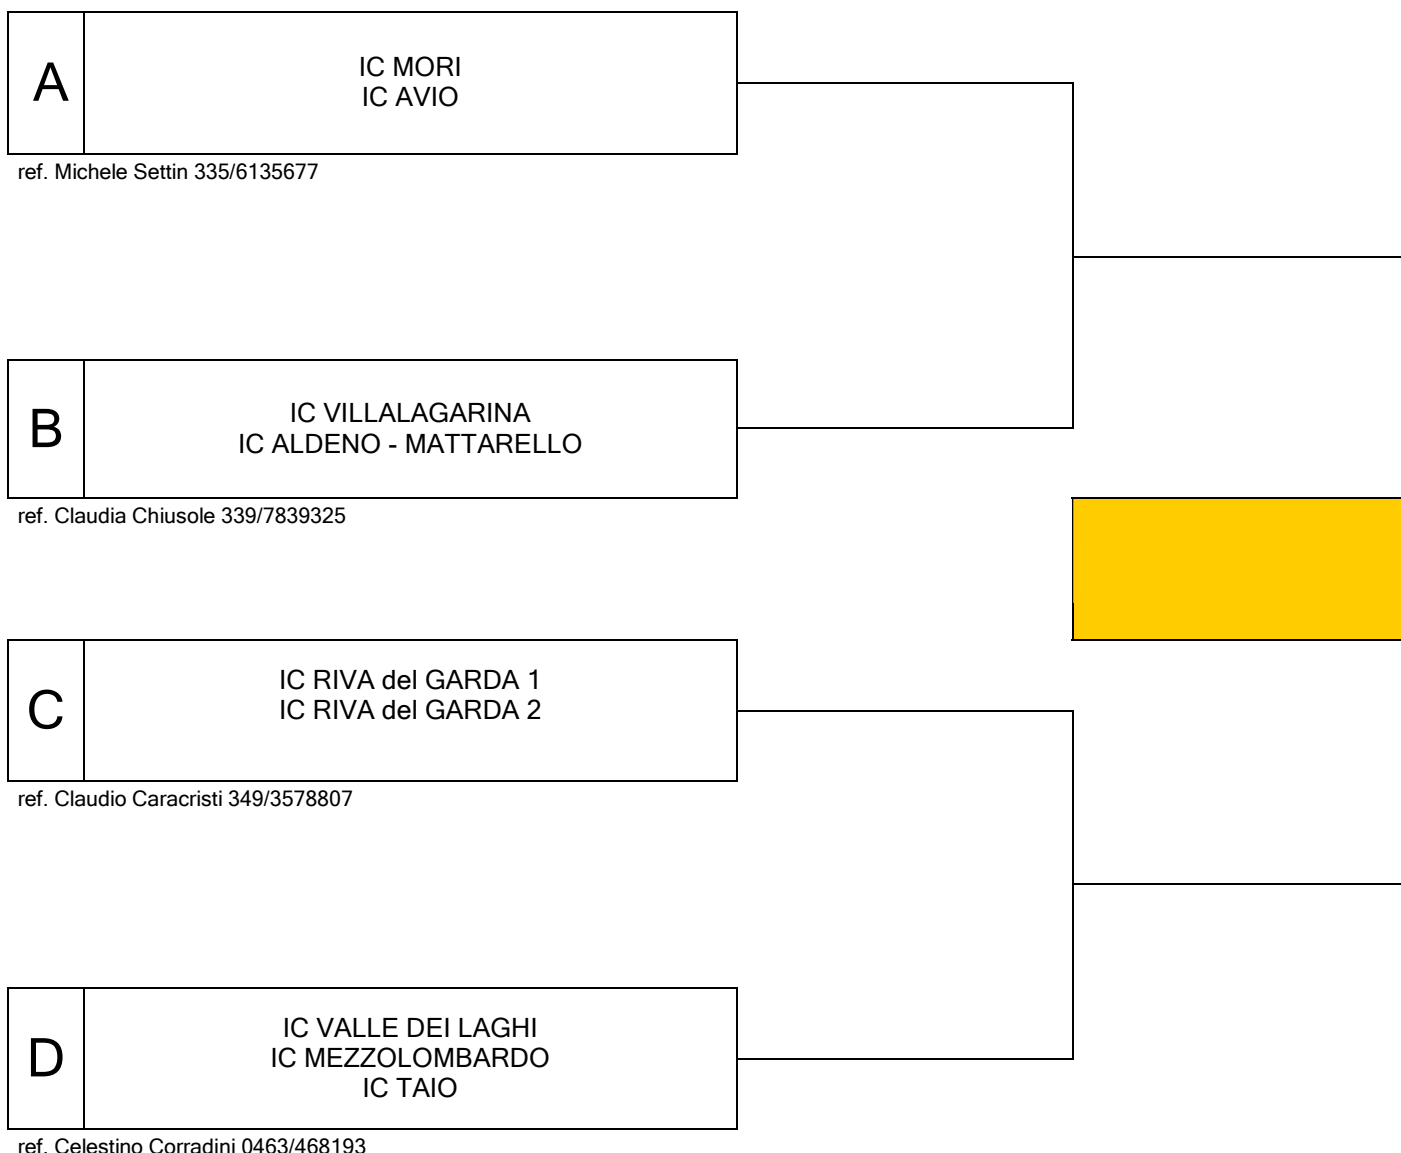 A
IC MORI
IC AVIO
ref. Michele Settin 335/6135677
B
IC VILLALAGARINA
IC ALDENO - MATTARELLO
ref. Claudia Chiusole 339/7839325
C
IC RIVA del GARDA 1
IC RIVA del GARDA 2
ref. Claudio Caracristi 349/3578807
D
IC VALLE DEI LAGHI
IC MEZZOLOMBARDO
IC TAIO
ref. Celestino Corradini 0463/468193